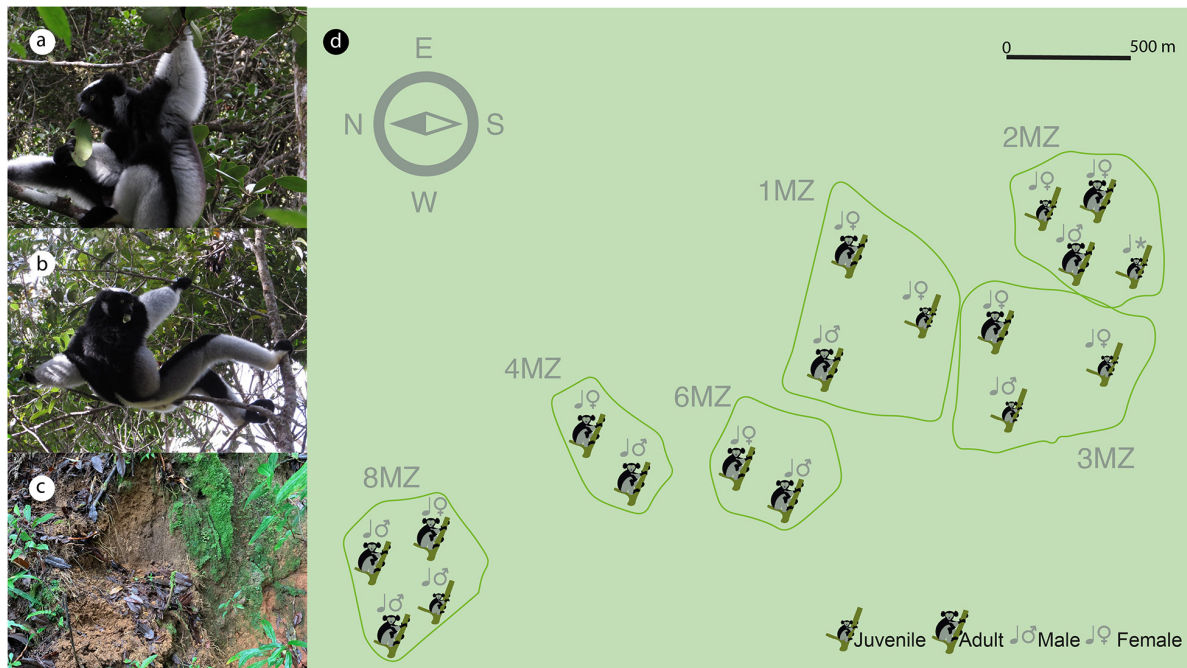 a
b
c
d
E
N S
W
0 500 m
2MZ
♩♀ ♩♀
♩♂ ♩*
1MZ
♩♀
♩♀
♩♂
♩♀
♩♀
♩♂
3MZ
4MZ
♩♀
♩♂
6MZ
♩♀
♩♂
8MZ
♩♂ ♩♀
♩♂
♩♂
Juvenile Adult ♩♂ Male ♩♀ Female